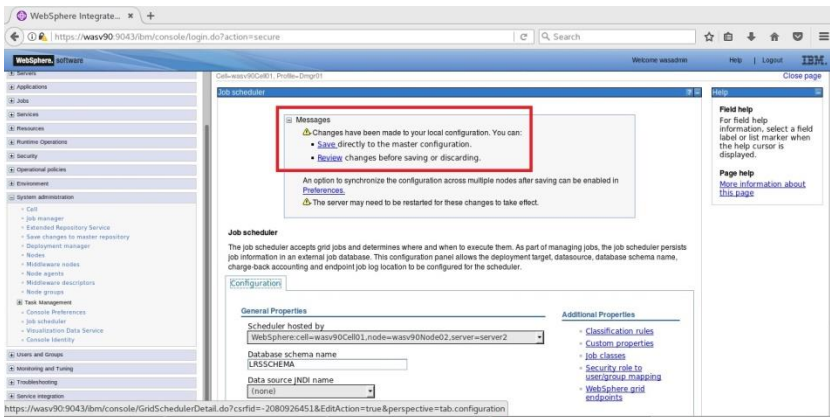 WebSphere Integrate...
https://wasv90:9043/ibm/console/login.do?action=secure
Search
WebSphere. software
Welcome wasadmin
Help | Logout
IBM.
Servers
Applications
Jobs
Services
Resources
Runtime Operations
Security
Operational policies
Environment
System administration
Cell
Job manager
Extended Repository Service
Save changes to master repository
Deployment manager
Nodes
Middleware nodes
Node agents
Middleware descriptors
Node groups
Task Management
Console Preferences
Job scheduler
Visualization Data Service
Console Identity
Users and Groups
Monitoring and Tuning
Troubleshooting
Service integration
Cell=wasv90Cell01, Profile=Dmgr01
Close page
Job scheduler
Messages
Changes have been made to your local configuration. You can:
Save directly to the master configuration.
Review changes before saving or discarding.
An option to synchronize the configuration across multiple nodes after saving can be enabled in
Preferences.
The server may need to be restarted for these changes to take effect.
Job scheduler
The job scheduler accepts grid jobs and determines where and when to execute them. As part of managing jobs, the job scheduler persists
job information in an external job database. This configuration panel allows the deployment target, datasource, database schema name,
charge-back accounting and endpoint job log location to be configured for the scheduler.
Configuration
General Properties
Scheduler hosted by
WebSphere:cell=wasv90Cell01,node=wasv90Node02,server=server2
Database schema name
LRSSCHEMA
Data source JNDI name
(none)
Additional Properties
Classification rules
Custom properties
Job classes
Security role to
user/group mapping
WebSphere grid
endpoints
Help
Field help
For field help
information, select a field
label or list marker when
the help cursor is
displayed.
Page help
More information about
this page
https://wasv90:9043/ibm/console/GridSchedulerDetail.do?csrfid=-2080926451&EditAction=true&perspective=tab.configuration